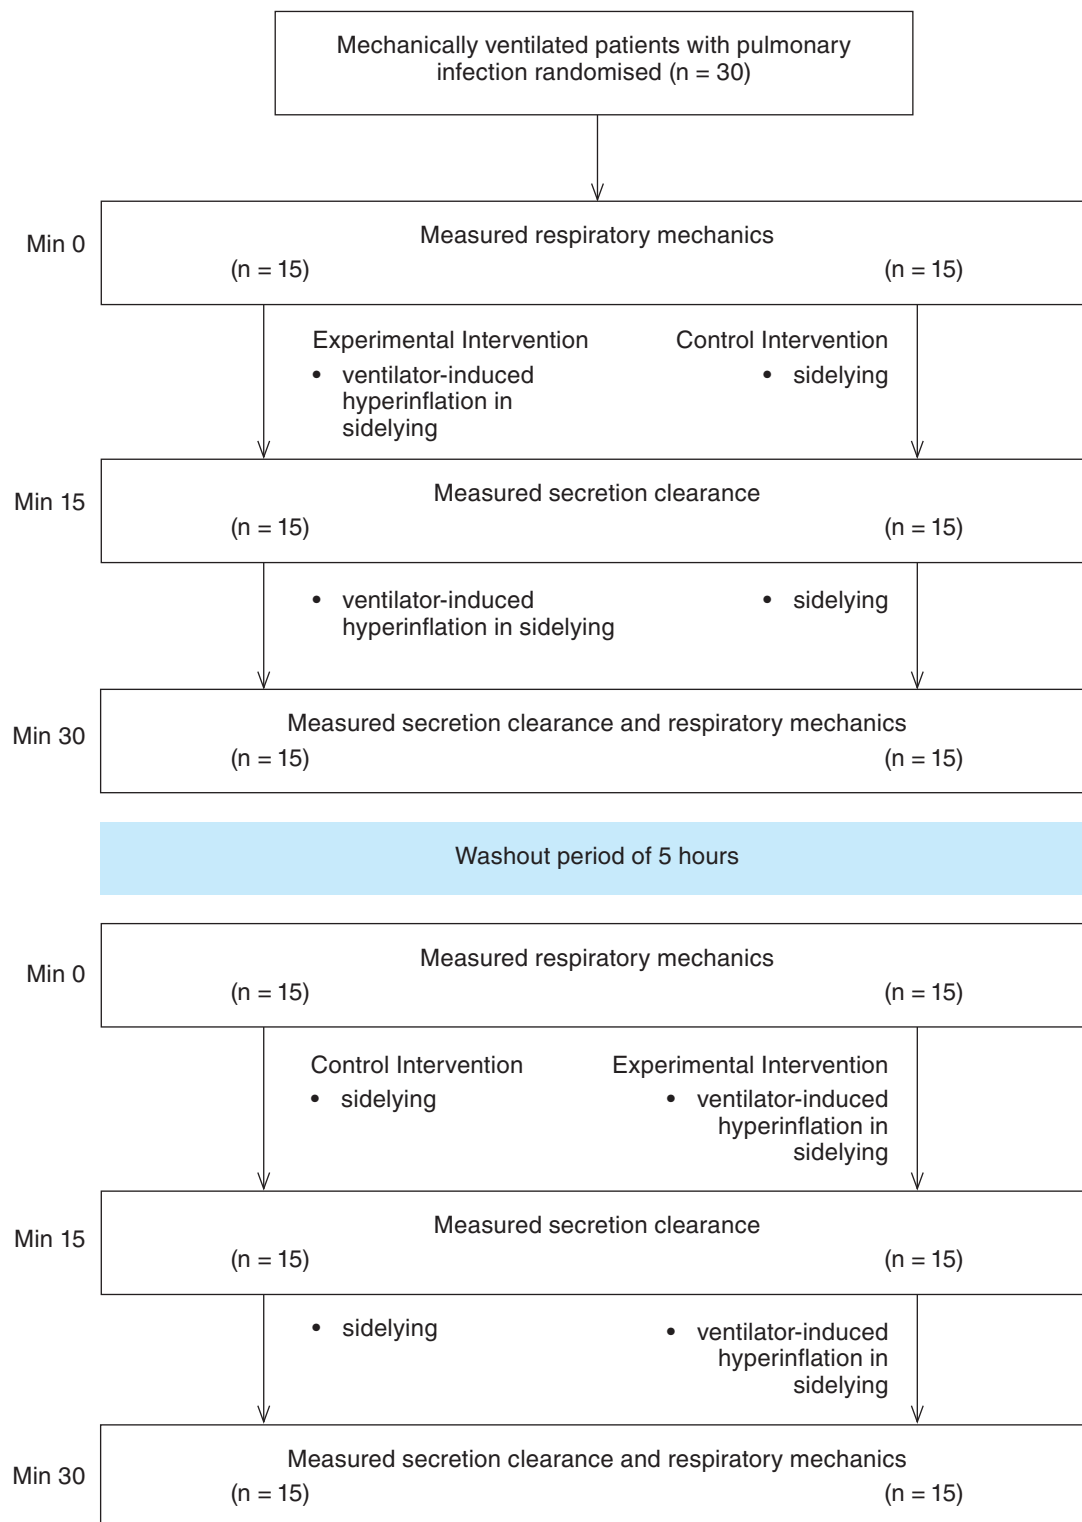 Mechanically ventilated patients with pulmonary
infection randomised (n = 30)
Min 0
Measured respiratory mechanics
(n = 15)
(n = 15)
Experimental Intervention
• ventilator-induced
hyperinflation in
sidelying
Control Intervention
• sidelying
Min 15
Measured secretion clearance
(n = 15)
(n = 15)
• ventilator-induced
hyperinflation in sidelying
• sidelying
Min 30
Measured secretion clearance and respiratory mechanics
(n = 15)
(n = 15)
Washout period of 5 hours
Min 0
Measured respiratory mechanics
(n = 15)
(n = 15)
Control Intervention
• sidelying
Experimental Intervention
• ventilator-induced
hyperinflation in
sidelying
Min 15
Measured secretion clearance
(n = 15)
(n = 15)
• sidelying
• ventilator-induced
hyperinflation in
sidelying
Min 30
Measured secretion clearance and respiratory mechanics
(n = 15)
(n = 15)